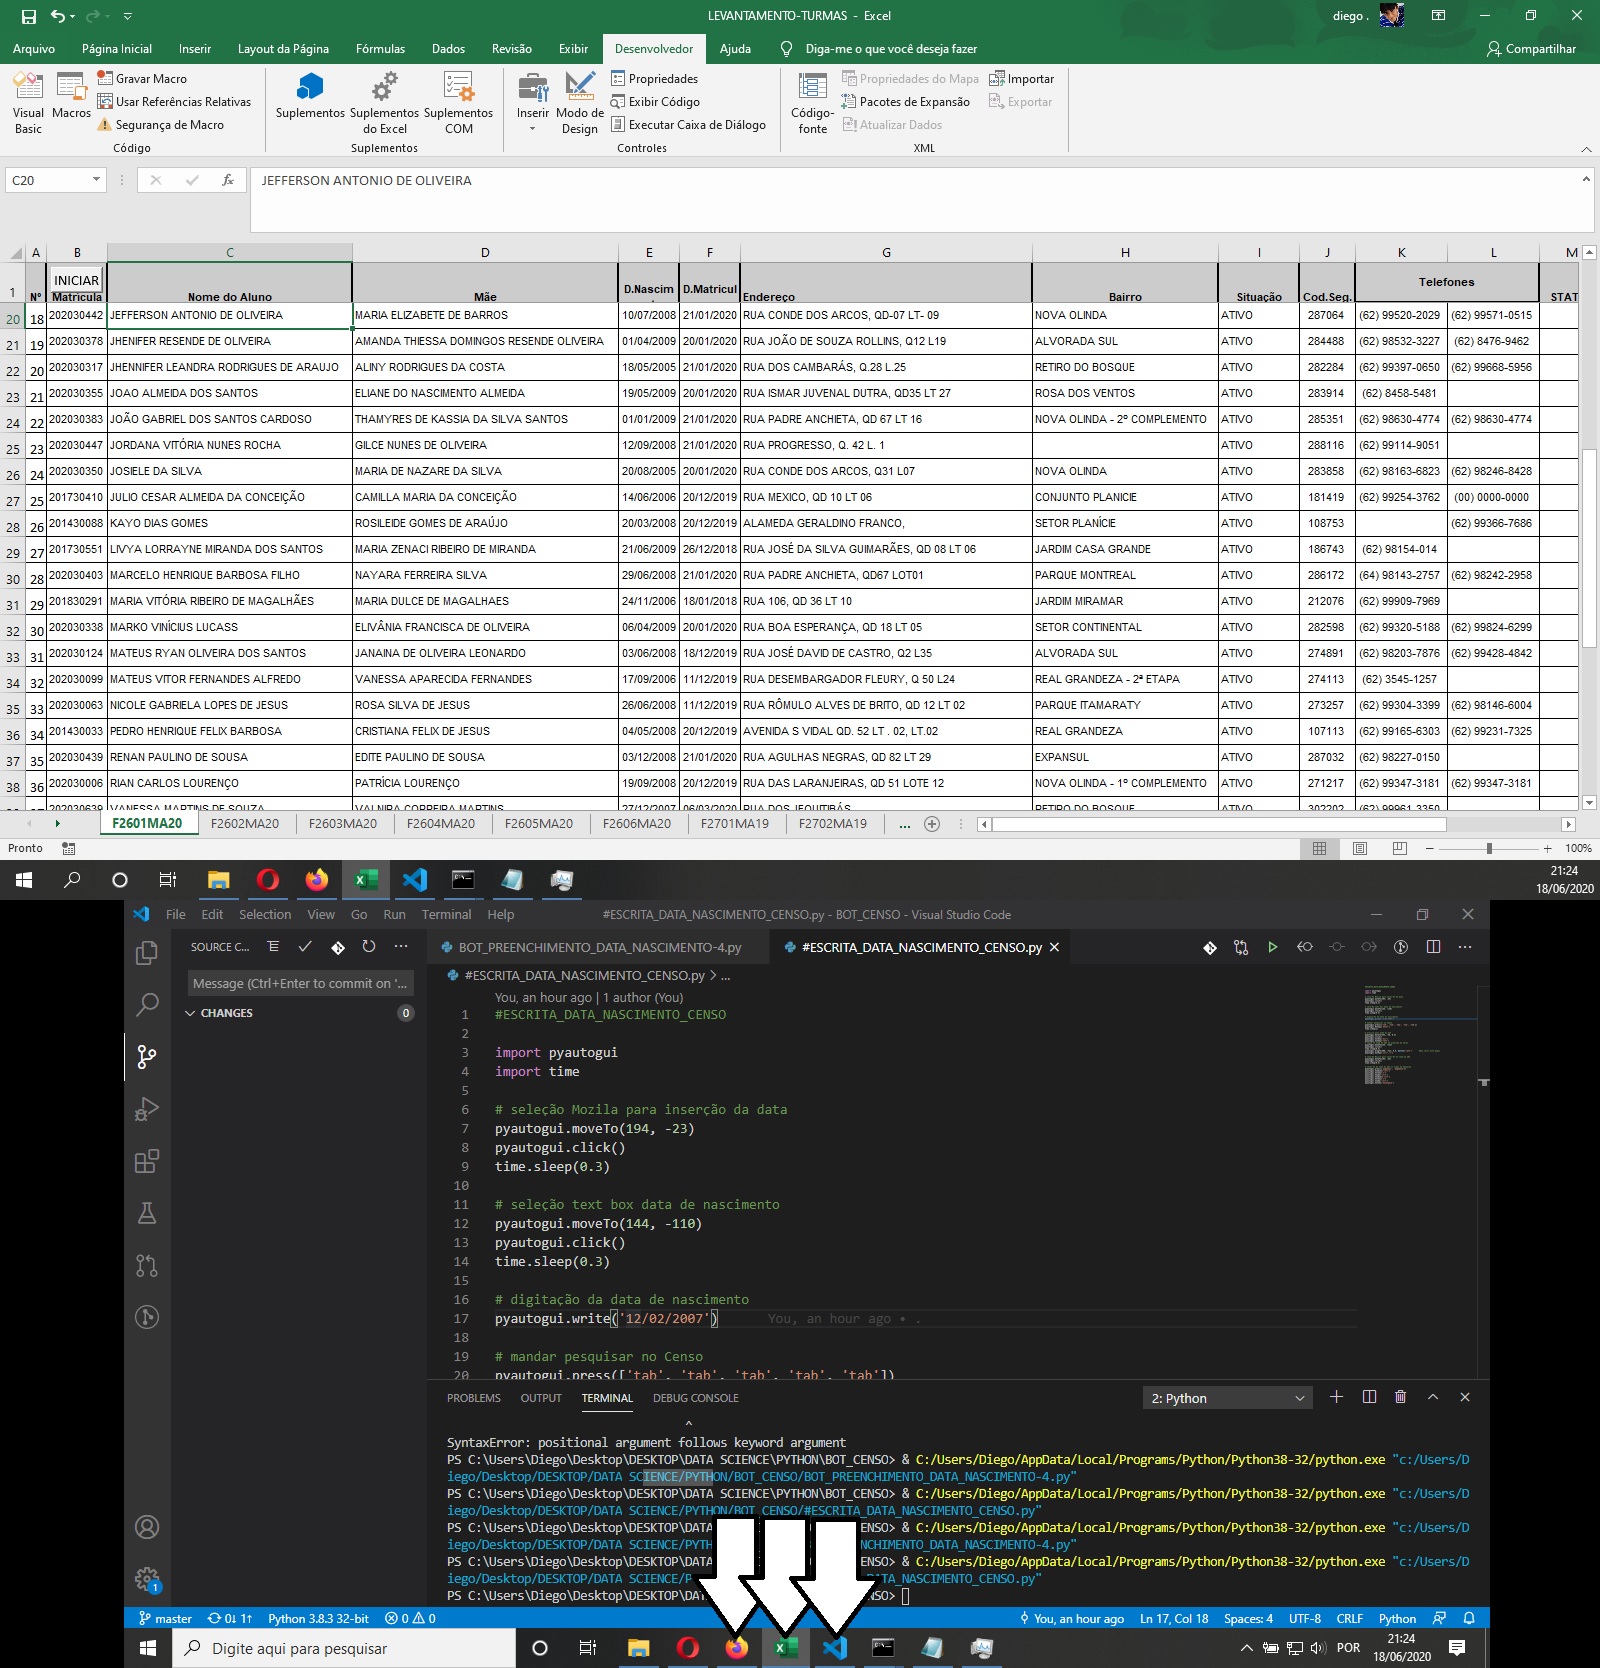 LEVANTAMENTO-TURMAS - Excel
diego .
Arquivo Página Inicial Inserir Layout da Página Fórmulas Dados Revisão Exibir Desenvolvedor Ajuda Diga-me o que você deseja fazer Compartilhar
Visual Basic
Macros
Gravar Macro
Usar Referências Relativas
Segurança de Macro
Código
Suplementos
Suplementos do Excel
Suplementos COM
Suplementos
Inserir
Modo de Design
Propriedades
Exibir Código
Executar Caixa de Diálogo
Controles
Código-fonte
Propriedades do Mapa
Pacotes de Expansão
Atualizar Dados
Importar
Exportar
XML
C20 fx JEFFERSON ANTONIO DE OLIVEIRA
A B C D E F G H I J K L M
1 Nº INICIAR Matrícula Nome do Aluno Mãe D.Nascim D.Matricul Endereço Bairro Situação Cod.Seg. Telefones STAT
20 18 202030442 JEFFERSON ANTONIO DE OLIVEIRA MARIA ELIZABETE DE BARROS 10/07/2008 21/01/2020 RUA CONDE DOS ARCOS, QD-07 LT- 09 NOVA OLINDA ATIVO 287064 (62) 99520-2029 (62) 99571-0515
21 19 202030378 JHENIFER RESENDE DE OLIVEIRA AMANDA THIESSA DOMINGOS RESENDE OLIVEIRA 01/04/2009 20/01/2020 RUA JOÃO DE SOUZA ROLLINS, Q12 L19 ALVORADA SUL ATIVO 284488 (62) 98532-3227 (62) 8476-9462
22 20 202030317 JHENNIFER LEANDRA RODRIGUES DE ARAUJO ALINY RODRIGUES DA COSTA 18/05/2005 21/01/2020 RUA DOS CAMBARÁS, Q.28 L.25 RETIRO DO BOSQUE ATIVO 282284 (62) 99397-0650 (62) 99668-5956
23 21 202030355 JOAO ALMEIDA DOS SANTOS ELIANE DO NASCIMENTO ALMEIDA 19/05/2009 20/01/2020 RUA ISMAR JUVENAL DUTRA, QD35 LT 27 ROSA DOS VENTOS ATIVO 283914 (62) 8458-5481
24 22 202030383 JOÃO GABRIEL DOS SANTOS CARDOSO THAMYRES DE KASSIA DA SILVA SANTOS 01/01/2009 21/01/2020 RUA PADRE ANCHIETA, QD 67 LT 16 NOVA OLINDA - 2º COMPLEMENTO ATIVO 285351 (62) 98630-4774 (62) 98630-4774
25 23 202030447 JORDANA VITÓRIA NUNES ROCHA GILCE NUNES DE OLIVEIRA 12/09/2008 21/01/2020 RUA PROGRESSO, Q. 42 L. 1 ATIVO 288116 (62) 99114-9051
26 24 202030350 JOSIELE DA SILVA MARIA DE NAZARE DA SILVA 20/08/2005 20/01/2020 RUA CONDE DOS ARCOS, Q31 L07 NOVA OLINDA ATIVO 283858 (62) 98163-6823 (62) 98246-8428
27 25 201730410 JULIO CESAR ALMEIDA DA CONCEIÇÃO CAMILLA MARIA DA CONCEIÇÃO 14/06/2006 20/12/2019 RUA MEXICO, QD 10 LT 06 CONJUNTO PLANICIE ATIVO 181419 (62) 99254-3762 (00) 0000-0000
28 26 201430088 KAYO DIAS GOMES ROSILEIDE GOMES DE ARAÚJO 20/03/2008 20/12/2019 ALAMEDA GERALDINO FRANCO, SETOR PLANÍCIE ATIVO 108753 (62) 99366-7686
29 27 201730551 LIVYA LORRAYNE MIRANDA DOS SANTOS MARIA ZENACI RIBEIRO DE MIRANDA 21/06/2009 26/12/2018 RUA JOSÉ DA SILVA GUIMARÃES, QD 08 LT 06 JARDIM CASA GRANDE ATIVO 186743 (62) 98154-014
30 28 202030403 MARCELO HENRIQUE BARBOSA FILHO NAYARA FERREIRA SILVA 29/06/2008 21/01/2020 RUA PADRE ANCHIETA, QD67 LOT01 PARQUE MONTREAL ATIVO 286172 (64) 98143-2757 (62) 98242-2958
31 29 201830291 MARIA VITÓRIA RIBEIRO DE MAGALHÃES MARIA DULCE DE MAGALHAES 24/11/2006 18/01/2018 RUA 106, QD 36 LT 10 JARDIM MIRAMAR ATIVO 212076 (62) 99909-7969
32 30 202030338 MARKO VINÍCIUS LUCASS ELIVÂNIA FRANCISCA DE OLIVEIRA 06/04/2009 20/01/2020 RUA BOA ESPERANÇA, QD 18 LT 05 SETOR CONTINENTAL ATIVO 282598 (62) 99320-5188 (62) 99824-6299
33 31 202030124 MATEUS RYAN OLIVEIRA DOS SANTOS JANAINA DE OLIVEIRA LEONARDO 03/06/2008 18/12/2019 RUA JOSÉ DAVID DE CASTRO, Q2 L35 ALVORADA SUL ATIVO 274891 (62) 98203-7876 (62) 99428-4842
34 32 202030099 MATEUS VITOR FERNANDES ALFREDO VANESSA APARECIDA FERNANDES 17/09/2006 11/12/2019 RUA DESEMBARGADOR FLEURY, Q 50 L24 REAL GRANDEZA - 2ª ETAPA ATIVO 274113 (62) 3545-1257
35 33 202030063 NICOLE GABRIELA LOPES DE JESUS ROSA SILVA DE JESUS 26/06/2008 11/12/2019 RUA RÔMULO ALVES DE BRITO, QD 12 LT 02 PARQUE ITAMARATY ATIVO 273257 (62) 99304-3399 (62) 98146-6004
36 34 201430033 PEDRO HENRIQUE FELIX BARBOSA CRISTIANA FELIX DE JESUS 04/05/2008 20/12/2019 AVENIDA S VIDAL QD. 52 LT . 02, LT.02 REAL GRANDEZA ATIVO 107113 (62) 99165-6303 (62) 99231-7325
37 35 202030439 RENAN PAULINO DE SOUSA EDITE PAULINO DE SOUSA 03/12/2008 21/01/2020 RUA AGULHAS NEGRAS, QD 82 LT 29 EXPANSUL ATIVO 287032 (62) 98227-0150
38 36 202030006 RIAN CARLOS LOURENÇO PATRÍCIA LOURENÇO 19/09/2008 20/12/2019 RUA DAS LARANJEIRAS, QD 51 LOTE 12 NOVA OLINDA - 1º COMPLEMENTO ATIVO 271217 (62) 99347-3181 (62) 99347-3181
202030639 VANESSA MARTINS DE SOUZA VALNIRA CORREIRA MARTINS 27/12/2007 06/03/2020 RUA DOS JEQUITIBÁS RETIRO DO BOSQUE ATIVO 302202 (62) 99961-3350
F2601MA20 F2602MA20 F2603MA20 F2604MA20 F2605MA20 F2606MA20 F2701MA19 F2702MA19 ...
Pronto 100%
21:24
18/06/2020
File Edit Selection View Go Run Terminal Help #ESCRITA_DATA_NASCIMENTO_CENSO.py - BOT_CENSO - Visual Studio Code
SOURCE C... BOT_PREENCHIMENTO_DATA_NASCIMENTO-4.py #ESCRITA_DATA_NASCIMENTO_CENSO.py
Message (Ctrl+Enter to commit on '...
CHANGES 0
#ESCRITA_DATA_NASCIMENTO_CENSO.py > ...
You, an hour ago | 1 author (You)
1 #ESCRITA_DATA_NASCIMENTO_CENSO
2
3 import pyautogui
4 import time
5
6 # seleção Mozila para inserção da data
7 pyautogui.moveTo(194, -23)
8 pyautogui.click()
9 time.sleep(0.3)
10
11 # seleção text box data de nascimento
12 pyautogui.moveTo(144, -110)
13 pyautogui.click()
14 time.sleep(0.3)
15
16 # digitação da data de nascimento
17 pyautogui.write('12/02/2007') You, an hour ago • .
18
19 # mandar pesquisar no Censo
20 pyautogui.press(['tab', 'tab', 'tab', 'tab', 'tab'])
PROBLEMS OUTPUT TERMINAL DEBUG CONSOLE 2: Python
^
SyntaxError: positional argument follows keyword argument
PS C:\Users\Diego\Desktop\DESKTOP\DATA SCIENCE\PYTHON\BOT_CENSO> & C:/Users/Diego/AppData/Local/Programs/Python/Python38-32/python.exe "c:/Users/D
iego/Desktop/DESKTOP/DATA SCIENCE/PYTHON/BOT_CENSO/BOT_PREENCHIMENTO_DATA_NASCIMENTO-4.py"
PS C:\Users\Diego\Desktop\DESKTOP\DATA SCIENCE\PYTHON\BOT_CENSO> & C:/Users/Diego/AppData/Local/Programs/Python/Python38-32/python.exe "c:/Users/D
iego/Desktop/DESKTOP/DATA SCIENCE/PYTHON/BOT_CENSO/#ESCRITA_DATA_NASCIMENTO_CENSO.py"
PS C:\Users\Diego\Desktop\DESKTOP\DATA ENSO> & C:/Users/Diego/AppData/Local/Programs/Python/Python38-32/python.exe "c:/Users/D
iego/Desktop/DESKTOP/DATA SCIENCE/PYTH NCHIMENTO_DATA_NASCIMENTO-4.py"
PS C:\Users\Diego\Desktop\DESKTOP\DATA ENSO> & C:/Users/Diego/AppData/Local/Programs/Python/Python38-32/python.exe "c:/Users/D
iego/Desktop/DESKTOP/DATA SCIENCE/P DATA_NASCIMENTO_CENSO.py"
PS C:\Users\Diego\Desktop\DESKTOP\DAT ENSO>
master 0↓ 1↑ Python 3.8.3 32-bit 0 0 You, an hour ago Ln 17, Col 18 Spaces: 4 UTF-8 CRLF Python
1
Digite aqui para pesquisar POR 21:24
18/06/2020